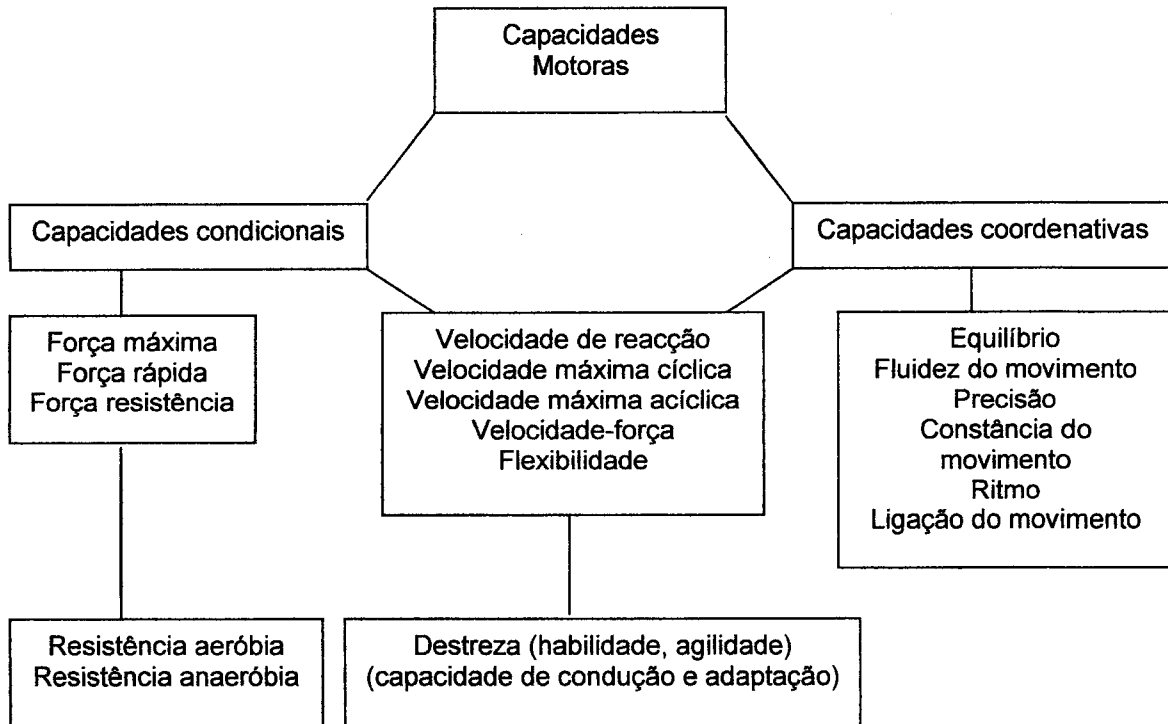 Capacidades
Motoras
Capacidades condicionais
Capacidades coordenativas
Força máxima
Força rápida
Força resistência
Velocidade de reacção
Velocidade máxima cíclica
Velocidade máxima acíclica
Velocidade-força
Flexibilidade
Equilíbrio
Fluidez do movimento
Precisão
Constância do
movimento
Ritmo
Ligação do movimento
Resistência aeróbia
Resistência anaeróbia
Destreza (habilidade, agilidade)
(capacidade de condução e adaptação)